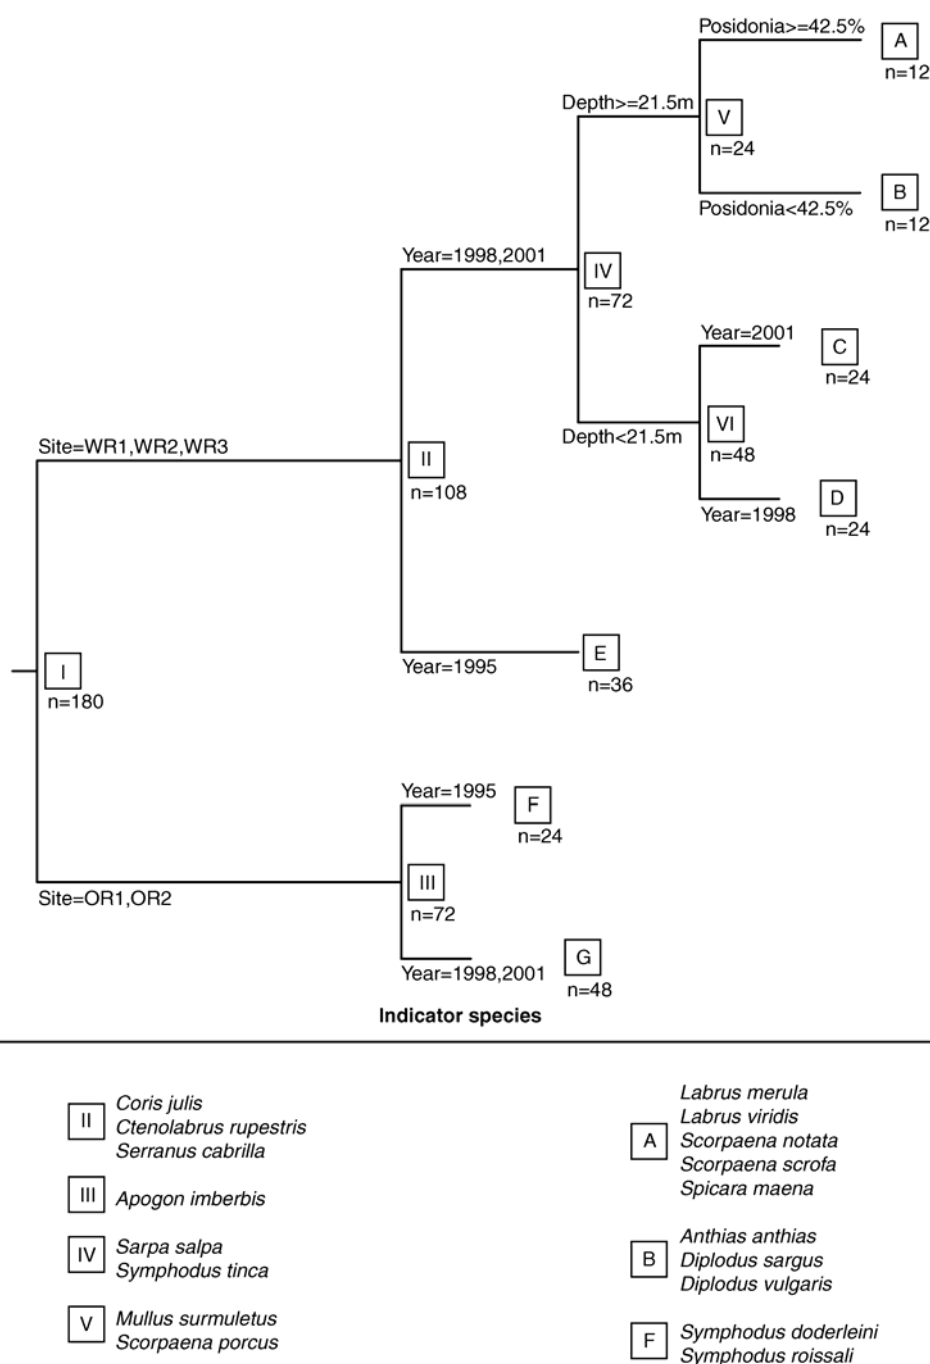 Posidonia>=42.5%
A
n=12
Depth>=21.5m
V
n=24
B
Posidonia<42.5%
n=12
Year=1998,2001
IV
n=72
Year=2001
C
n=24
Depth<21.5m
VI
n=48
D
Year=1998
n=24
Site=WR1,WR2,WR3
II
n=108
E
Year=1995
n=36
I
n=180
Year=1995
F
n=24
III
Site=OR1,OR2
n=72
G
Year=1998,2001
n=48
Indicator species
II
Coris julis
Ctenolabrus rupestris
Serranus cabrilla
III
Apogon imberbis
IV
Sarpa salpa
Symphodus tinca
V
Mullus surmuletus
Scorpaena porcus
A
Labrus merula
Labrus viridis
Scorpaena notata
Scorpaena scrofa
Spicara maena
B
Anthias anthias
Diplodus sargus
Diplodus vulgaris
F
Symphodus doderleini
Symphodus roissali